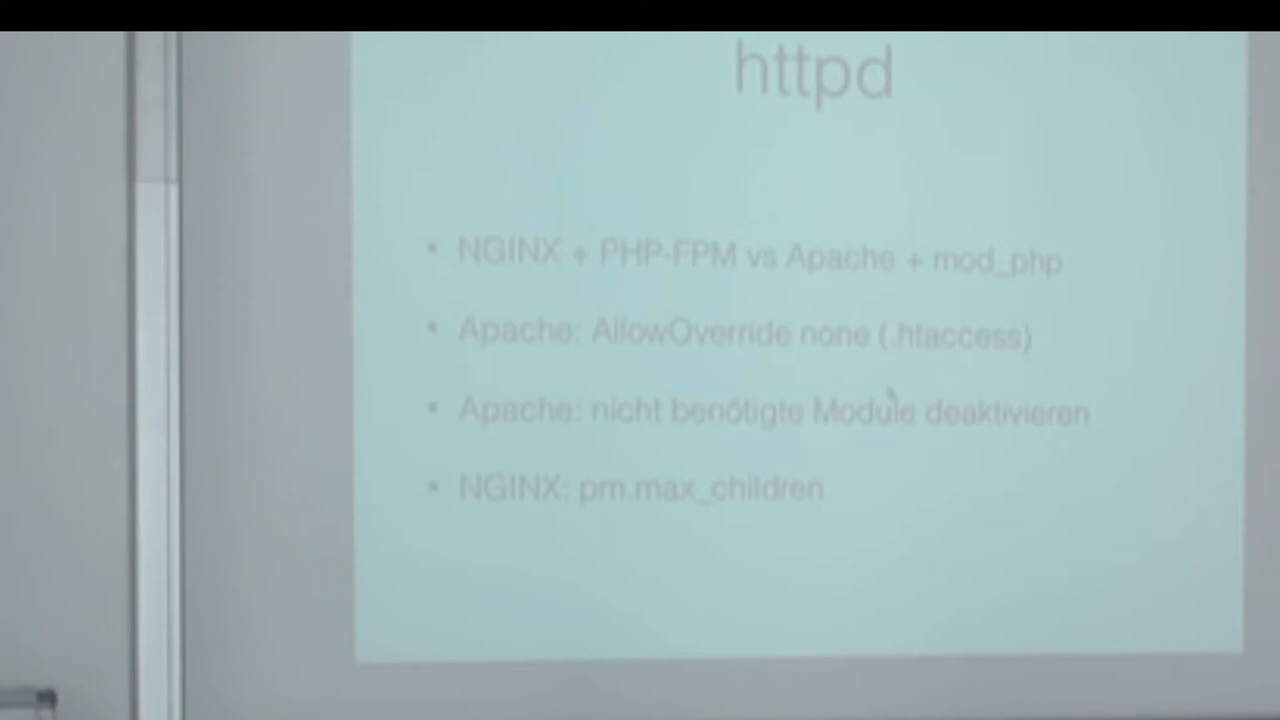 httpd
• NGINX + PHP-FPM vs Apache + mod_php
• Apache: AllowOverride none (.htaccess)
• Apache: nicht benötigte Module deaktivieren
• NGINX: pm.max_children